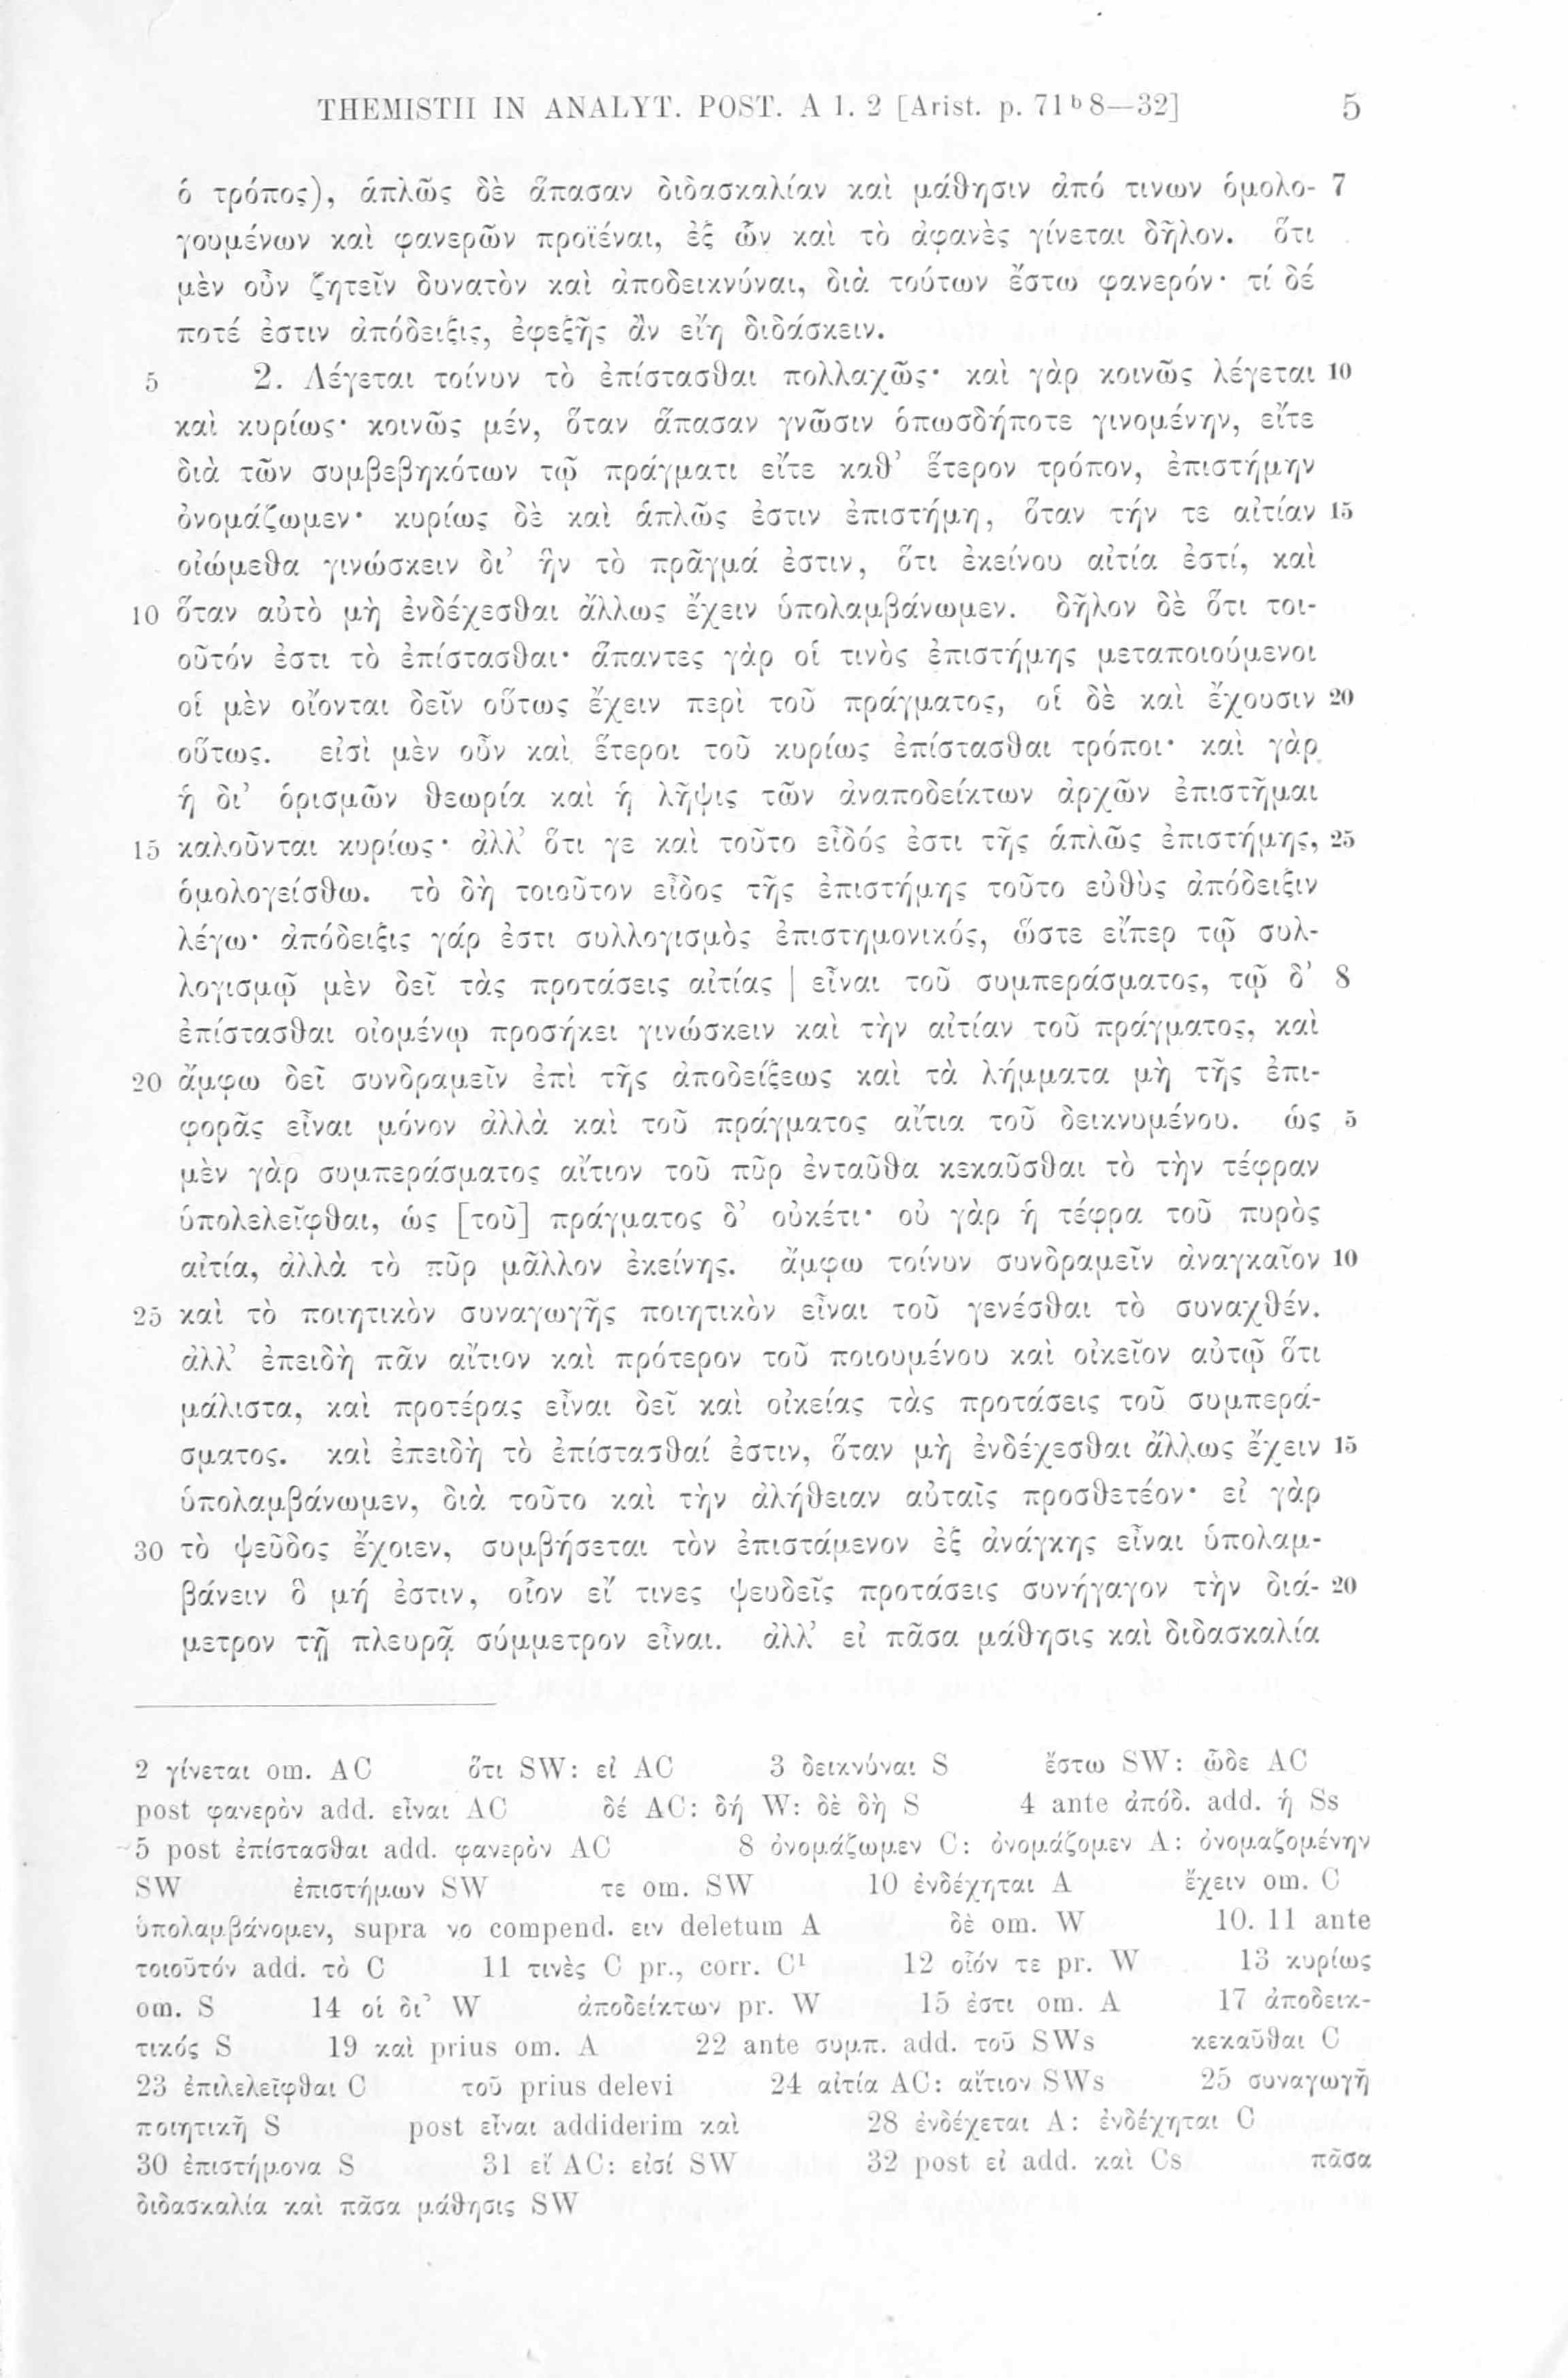 THEMISTII IN ANALYT. POST. A 1. 2 [Arist. p. 71ᵇ8—32] 5
ὁ τρόπος), ἁπλῶς δὲ ἅπασαν διδασκαλίαν καὶ μάθησιν ἀπό τινων ὁμολο- 7
γουμένων καὶ φανερῶν προϊέναι, ἐξ ὧν καὶ τὸ ἀφανὲς γίνεται δῆλον. ὅτι
μὲν οὖν ζητεῖν δυνατὸν καὶ ἀποδεικνύναι, διὰ τούτων ἔστω φανερόν· τί δέ
ποτέ ἐστιν ἀπόδειξις, ἐφεξῆς ἂν εἴη διδάσκειν.
5 2. Λέγεται τοίνυν τὸ ἐπίστασθαι πολλαχῶς· καὶ γὰρ κοινῶς λέγεται 10
καὶ κυρίως· κοινῶς μέν, ὅταν ἅπασαν γνῶσιν ὁπωσδήποτε γινομένην, εἴτε
διὰ τῶν συμβεβηκότων τῷ πράγματι εἴτε καθ’ ἕτερον τρόπον, ἐπιστήμην
ὀνομάζωμεν· κυρίως δὲ καὶ ἁπλῶς ἐστιν ἐπιστήμη, ὅταν τήν τε αἰτίαν 15
οἰώμεθα γινώσκειν δι’ ἣν τὸ πρᾶγμά ἐστιν, ὅτι ἐκείνου αἰτία ἐστί, καὶ
10 ὅταν αὐτὸ μὴ ἐνδέχεσθαι ἄλλως ἔχειν ὑπολαμβάνωμεν. δῆλον δὲ ὅτι τοι-
οῦτόν ἐστι τὸ ἐπίστασθαι· ἅπαντες γὰρ οἱ τινὸς ἐπιστήμης μεταποιούμενοι
οἱ μὲν οἴονται δεῖν οὕτως ἔχειν περὶ τοῦ πράγματος, οἱ δὲ καὶ ἔχουσιν 20
οὕτως. εἰσὶ μὲν οὖν καὶ ἕτεροι τοῦ κυρίως ἐπίστασθαι τρόποι· καὶ γὰρ
ἡ δι’ ὁρισμῶν θεωρία καὶ ἡ λῆψις τῶν ἀναποδείκτων ἀρχῶν ἐπιστῆμαι
15 καλοῦνται κυρίως· ἀλλ’ ὅτι γε καὶ τοῦτο εἶδός ἐστι τῆς ἁπλῶς ἐπιστήμης, 25
ὁμολογείσθω. τὸ δὴ τοιοῦτον εἶδος τῆς ἐπιστήμης τοῦτο εὐθὺς ἀπόδειξιν
λέγω· ἀπόδειξις γάρ ἐστι συλλογισμὸς ἐπιστημονικός, ὥστε εἴπερ τῷ συλ-
λογισμῷ μὲν δεῖ τὰς προτάσεις αἰτίας | εἶναι τοῦ συμπεράσματος, τῷ δ’ 8
ἐπίστασθαι οἰομένῳ προσήκει γινώσκειν καὶ τὴν αἰτίαν τοῦ πράγματος, καὶ
20 ἄμφω δεῖ συνδραμεῖν ἐπὶ τῆς ἀποδείξεως καὶ τὰ λήμματα μὴ τῆς ἐπι-
φορᾶς εἶναι μόνον ἀλλὰ καὶ τοῦ πράγματος αἴτια τοῦ δεικνυμένου. ὡς 5
μὲν γὰρ συμπεράσματος αἴτιον τοῦ πῦρ ἐνταῦθα κεκαῦσθαι τὸ τὴν τέφραν
ὑπολελεῖφθαι, ὡς [τοῦ] πράγματος δ’ οὐκέτι· οὐ γὰρ ἡ τέφρα τοῦ πυρὸς
αἰτία, ἀλλὰ τὸ πῦρ μᾶλλον ἐκείνης. ἄμφω τοίνυν συνδραμεῖν ἀναγκαῖον 10
25 καὶ τὸ ποιητικὸν συναγωγῆς ποιητικὸν εἶναι τοῦ γενέσθαι τὸ συναχθέν.
ἀλλ’ ἐπειδὴ πᾶν αἴτιον καὶ πρότερον τοῦ ποιουμένου καὶ οἰκεῖον αὐτῷ ὅτι
μάλιστα, καὶ προτέρας εἶναι δεῖ καὶ οἰκείας τὰς προτάσεις τοῦ συμπερά-
σματος. καὶ ἐπειδὴ τὸ ἐπίστασθαί ἐστιν, ὅταν μὴ ἐνδέχεσθαι ἄλλως ἔχειν 15
ὑπολαμβάνωμεν, διὰ τοῦτο καὶ τὴν ἀλήθειαν αὐταῖς προσθετέον· εἰ γὰρ
30 τὸ ψεῦδος ἔχοιεν, συμβήσεται τὸν ἐπιστάμενον ἐξ ἀνάγκης εἶναι ὑπολαμ-
βάνειν ὃ μή ἐστιν, οἷον εἴ τινες ψευδεῖς προτάσεις συνήγαγον τὴν διά- 20
μετρον τῇ πλευρᾷ σύμμετρον εἶναι. ἀλλ’ εἰ πᾶσα μάθησις καὶ διδασκαλία
2 γίνεται om. AC ὅτι SW: εἰ AC 3 δεικνύναι S ἔστω SW: ὧδε AC
post φανερὸν add. εἶναι AC δέ AC: δή W: δὲ δὴ S 4 ante ἀπόδ. add. ἡ Ss
5 post ἐπίστασθαι add. φανερὸν AC 8 ὀνομάζωμεν C: ὀνομάζομεν A: ὀνομαζομένην
SW ἐπιστήμων SW τε om. SW 10 ἐνδέχηται A ἔχειν om. C
ὑπολαμβάνομεν, supra νο compend. ειν deletum A δὲ om. W 10. 11 ante
τοιοῦτόν add. τὸ C 11 τινὲς C pr., corr. C¹ 12 οἷόν τε pr. W 13 κυρίως
om. S 14 οἱ δι’ W ἀποδείκτων pr. W 15 ἐστι om. A 17 ἀποδεικ-
τικός S 19 καὶ prius om. A 22 ante συμπ. add. τοῦ SWs κεκαῦθαι C
23 ἐπιλελεῖφθαι C τοῦ prius delevi 24 αἰτία AC: αἴτιον SWs 25 συναγωγῆ
ποιητικῆ S post εἶναι addiderim καὶ 28 ἐνδέχεται A: ἐνδέχηται C
30 ἐπιστήμονα S 31 εἴ AC: εἰσί SW 32 post εἰ add. καὶ Cs πᾶσα
διδασκαλία καὶ πᾶσα μάθησις SW